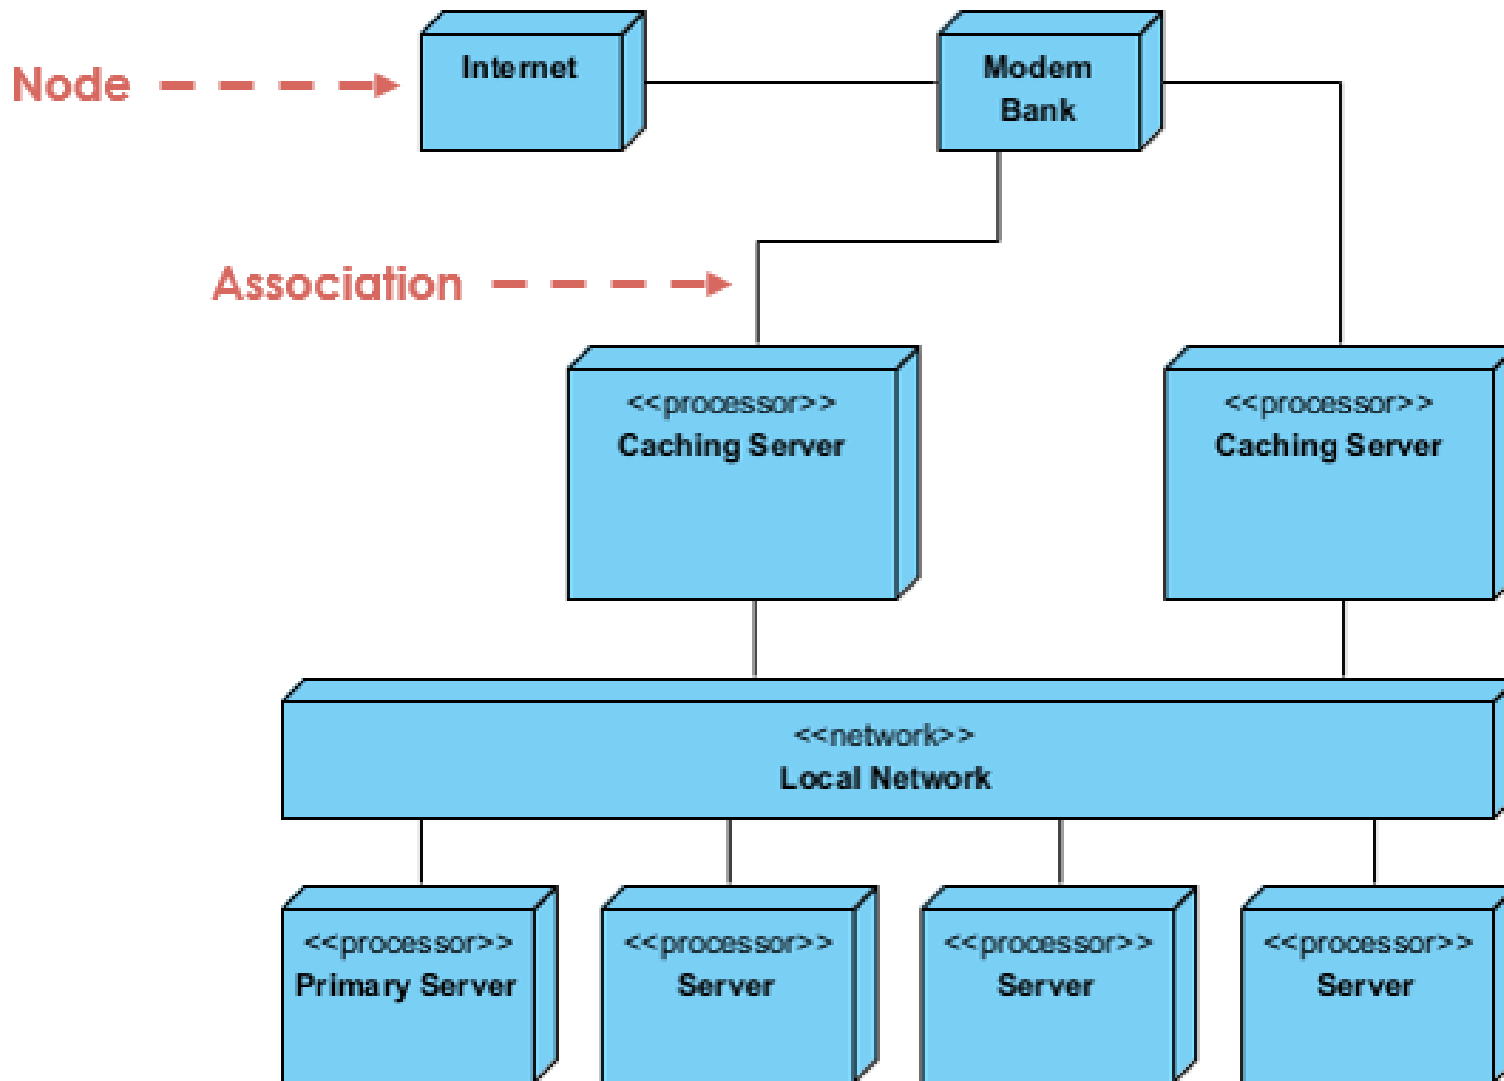 Internet
Modem
Bank
Node
Association
<<processor>>
Caching Server
<<processor>>
Caching Server
<<network>>
Local Network
<<processor>>
Primary Server
<<processor>>
Server
<<processor>>
Server
<<processor>>
Server